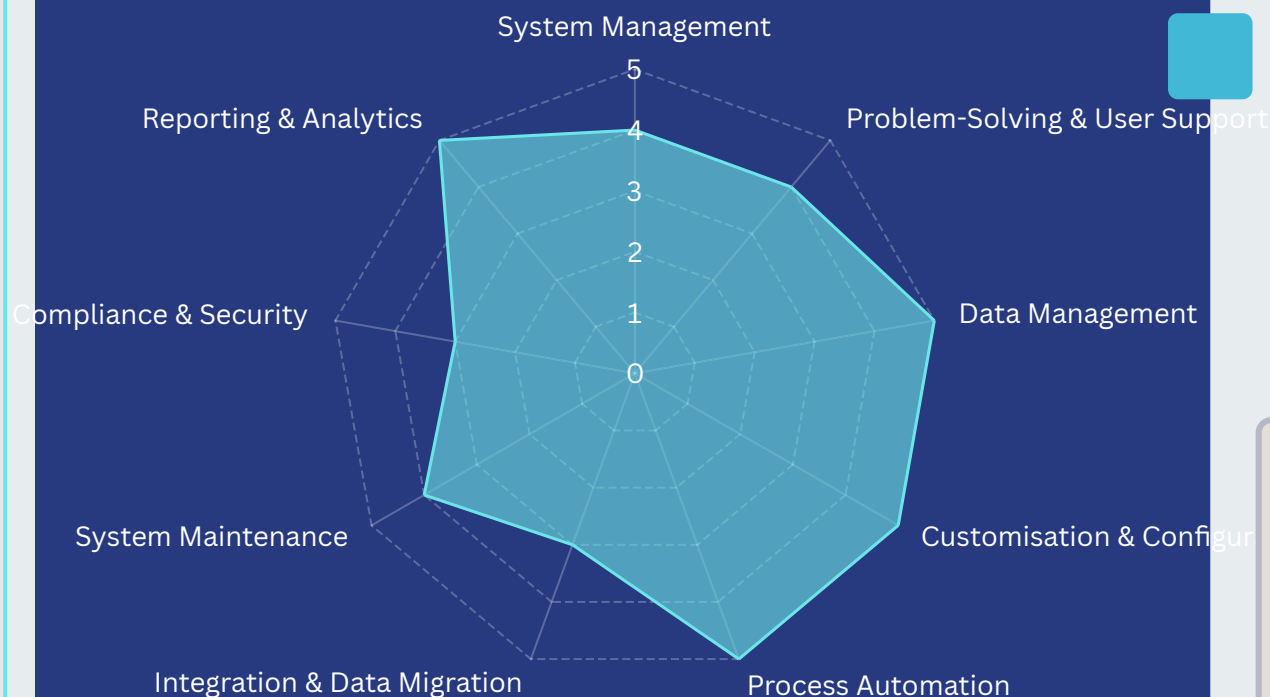 System Management
5
Reporting & Analytics
Problem-Solving & User Support
4
3
2
Compliance & Security
1
Data Management
0
System Maintenance
Customisation & Configur
Integration & Data Migration
Process Automation